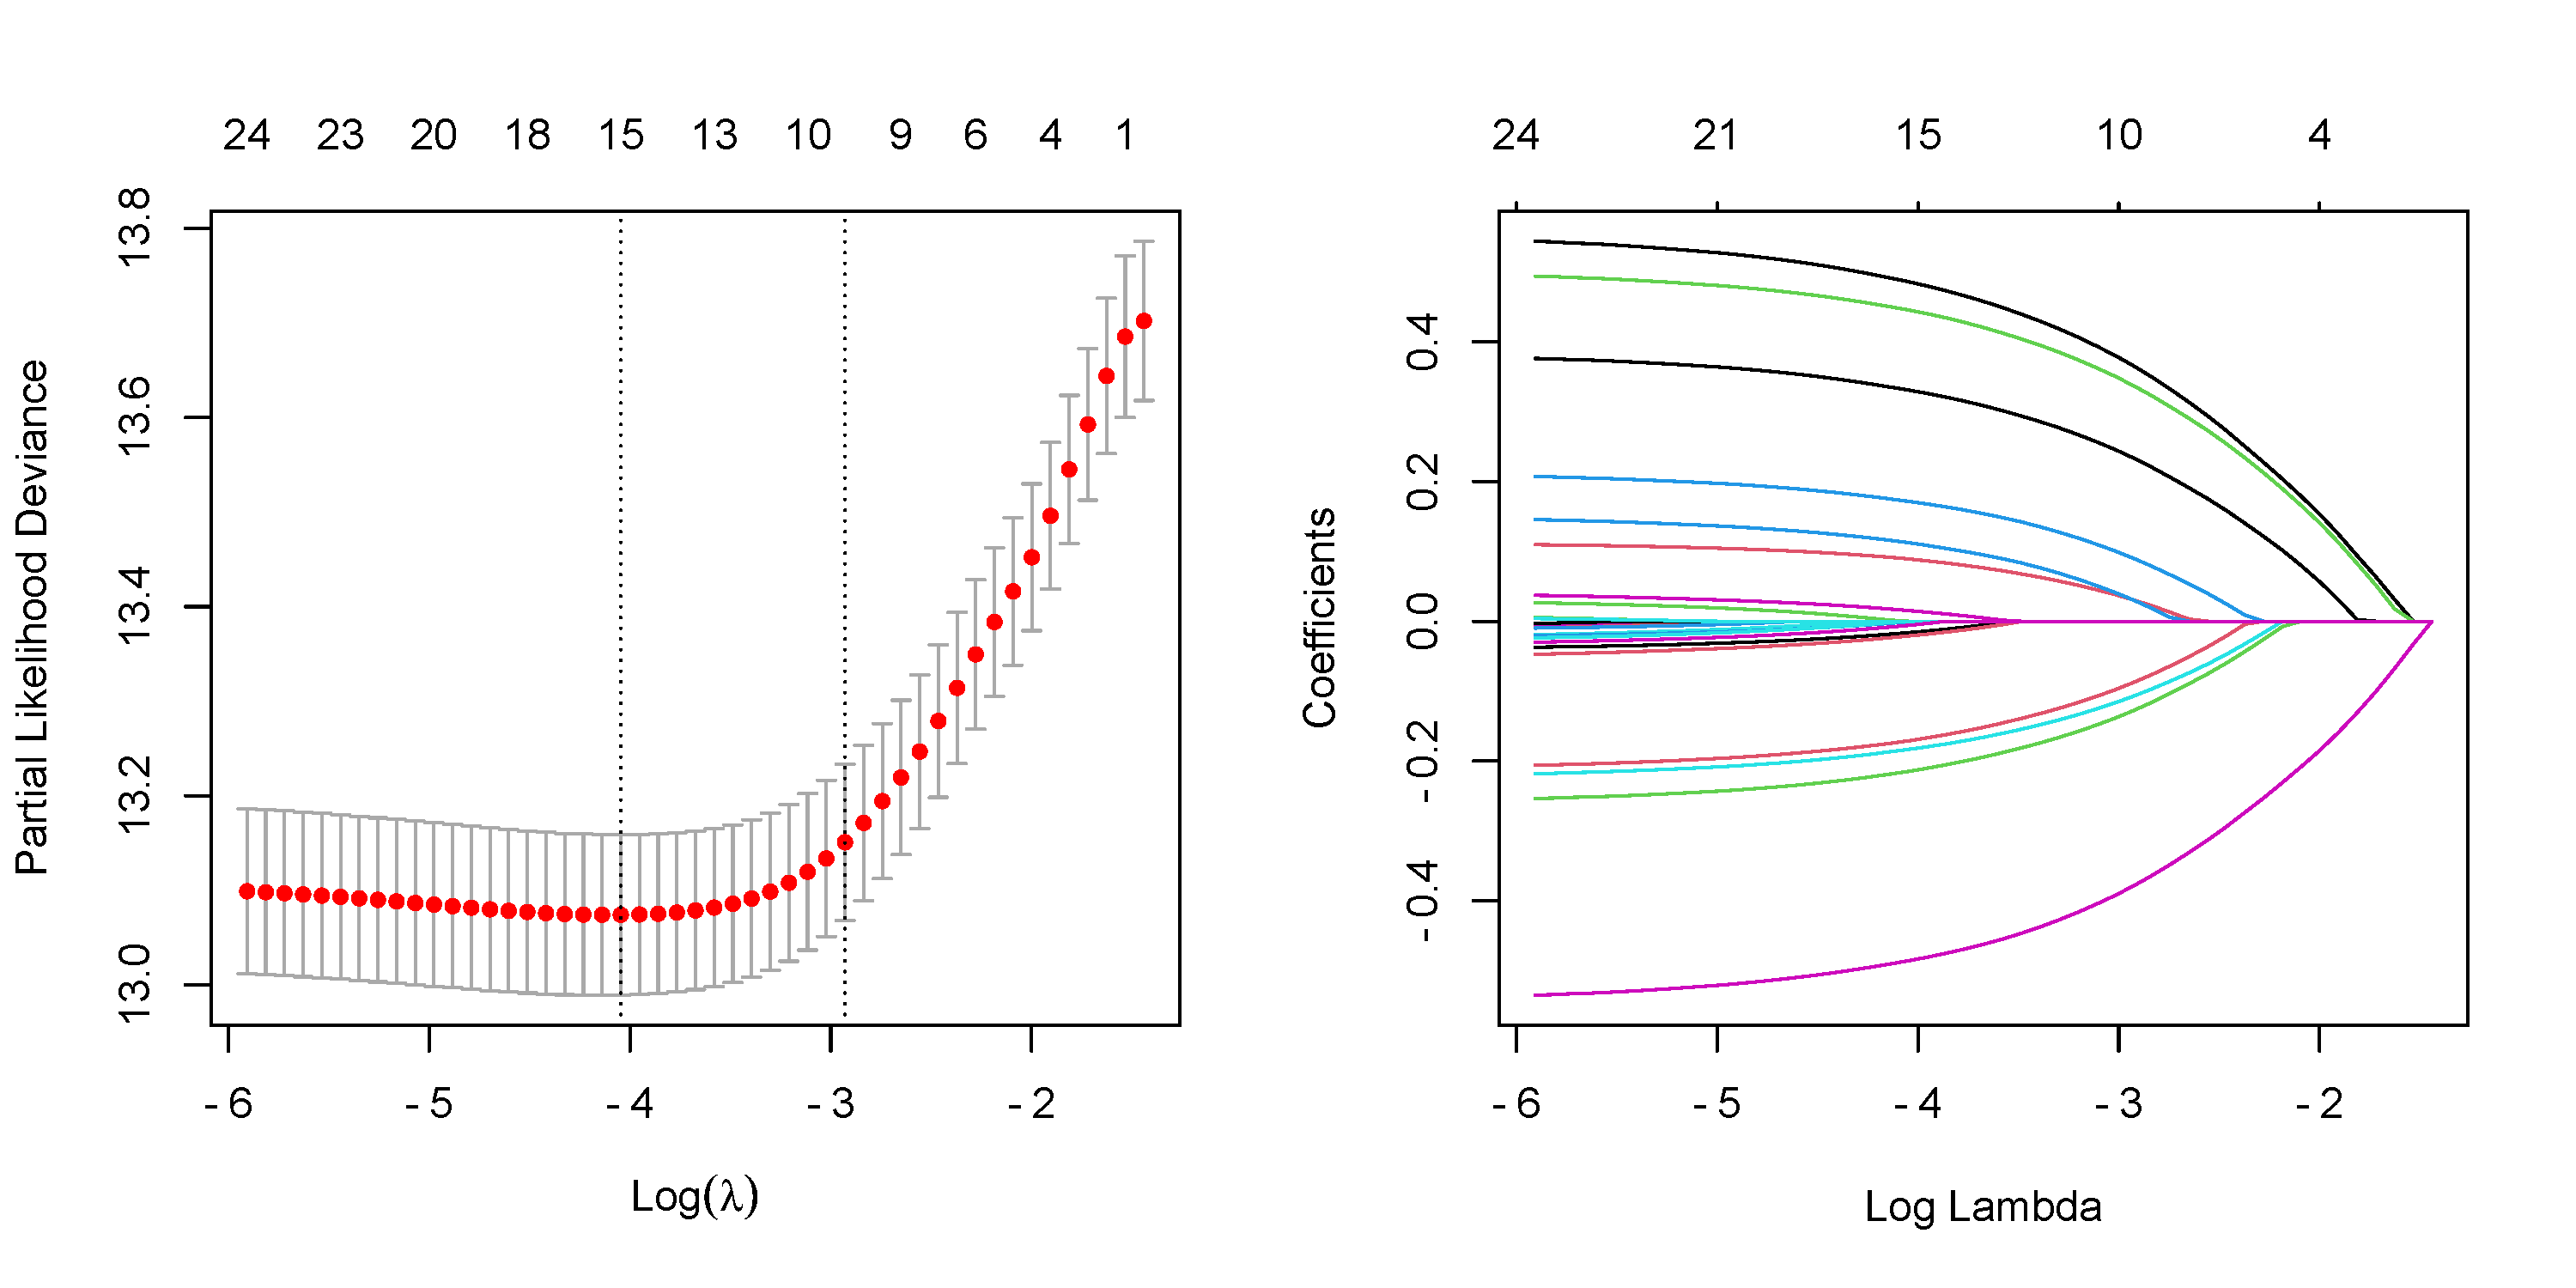 24 23 20 18 15 13 10 9 6 4 1
13.8
13.6
13.4
13.2
13.0
Partial Likelihood Deviance
-6 -5 -4 -3 -2
Log(λ)
24 21 15 10 4
0.4
0.2
0.0
-0.2
-0.4
Coefficients
-6 -5 -4 -3 -2
Log Lambda